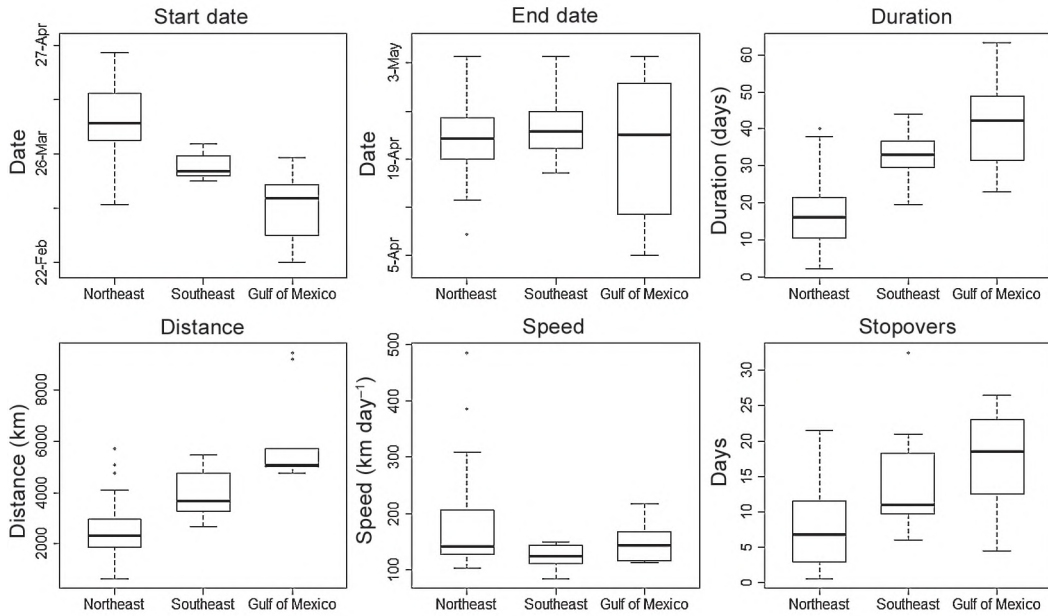 Start date
Date
27-Apr
26-Mar
22-Feb
Northeast Southeast Gulf of Mexico
End date
Date
3-May
19-Apr
5-Apr
Northeast Southeast Gulf of Mexico
Duration
Duration (days)
60
50
40
30
20
10
0
Northeast Southeast Gulf of Mexico
Distance
Distance (km)
8000
6000
4000
2000
Northeast Southeast Gulf of Mexico
Speed
Speed (km day⁻¹)
500
400
300
200
100
Northeast Southeast Gulf of Mexico
Stopovers
Days
30
25
20
15
10
5
0
Northeast Southeast Gulf of Mexico